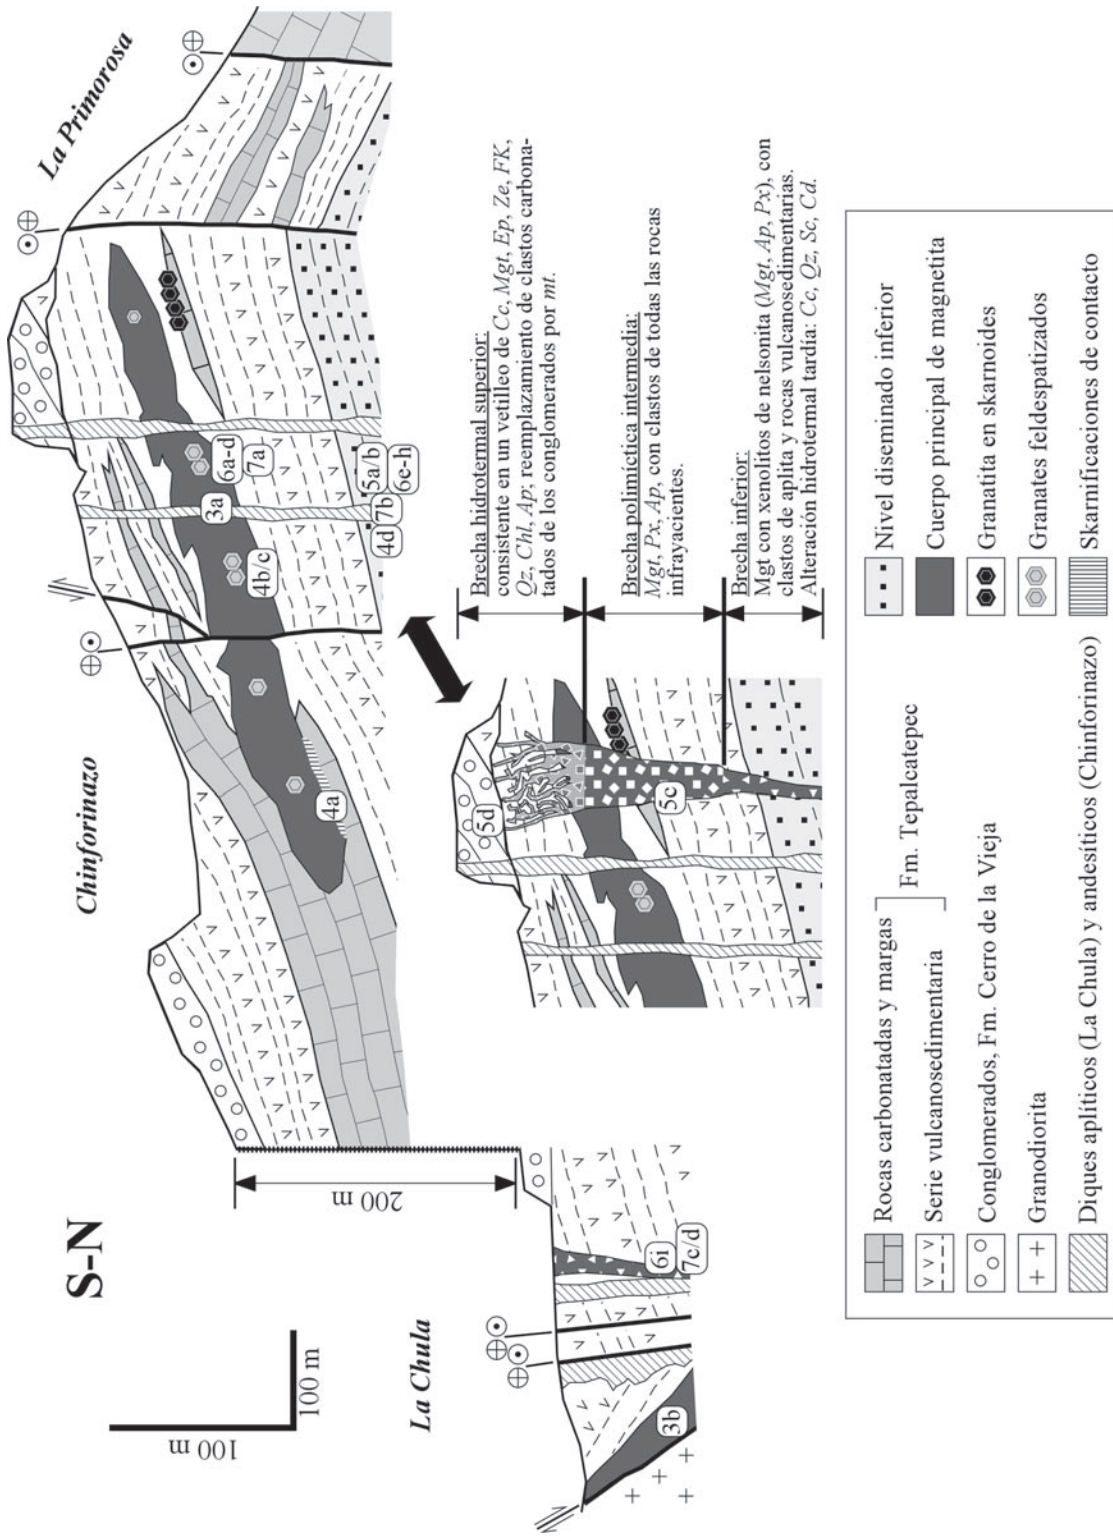 S-N
La Chula
Chinforinazo
La Primorosa
100 m
100 m
200 m
3b
6i
7c/d
4a
4b/c
3a
6a-d
7a
4d
7b
5a/b
6e-h
5d
5c
Brecha hidrotermal superior:
consistente en un vetilleo de Cc, Mgt, Ep, Ze, FK,
Qz, Chl, Ap; remplazamiento de clastos carbona-
tados de los conglomerados por mt.
Brecha polimíctica intermedia:
Mgt, Px, Ap, con clastos de todas las rocas
infrayacientes.
Brecha inferior:
Mgt con xenolitos de nelsonita (Mgt, Ap, Px), con
clastos de aplita y rocas vulcanosedimentarias.
Alteración hidrotermal tardía: Cc, Qz, Sc, Cd.
Rocas carbonatadas y margas
Serie vulcanosedimentaria
Fm. Tepalcatepec
Conglomerados, Fm. Cerro de la Vieja
Granodiorita
Diques aplíticos (La Chula) y andesíticos (Chinforinazo)
Nivel diseminado inferior
Cuerpo principal de magnetita
Granatita en skarnoides
Granates feldespatizados
Skarnificaciones de contacto